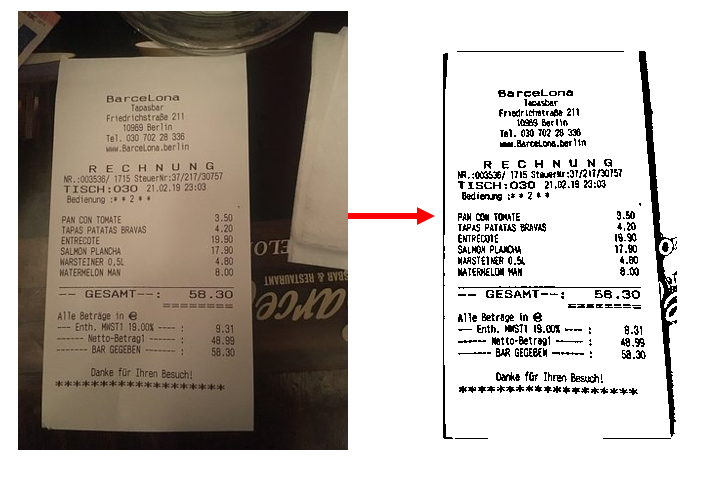 BarceLona
Tapasbar
Friedrichstraße 211
10969 Berlin
Tel. 030 702 28 336
www.BarceLona.berlin
RECHNUNG
NR.:003536/ 1715 SteuerNr:37/217/30757
TISCH:030 21.02.19 23:03
Bedienung :* * 2 * *
PAN CON TOMATE 3.50
TAPAS PATATAS BRAVAS 4.20
ENTRECOTE 19.90
SALMON PLANCHA 17.90
WARSTEINER 0,5L 4.80
WATERMELON MAN 8.00
-- GESAMT--: 58.30
========
Alle Beträge in €
--- Enth. MWST1 19.00% ---- : 9.31
------ Netto-Betrag1 ------ : 48.99
------- BAR GEGEBEN ------ : 58.30
Danke für Ihren Besuch!
********************
BAR & RESTAURANT
BarceLona
Tapasbar
Friedrichstraße 211
10969 Berlin
Tel. 030 702 28 336
www.BarceLona.berlin
RECHNUNG
NR.:003536/ 1715 SteuerNr:37/217/30757
TISCH:030 21.02.19 23:03
Bedienung :* * 2 * *
PAN CON TOMATE 3.50
TAPAS PATATAS BRAVAS 4.20
ENTRECOTE 19.90
SALMON PLANCHA 17.90
WARSTEINER 0,5L 4.80
WATERMELON MAN 8.00
-- GESAMT--: 58.30
========
Alle Beträge in €
--- Enth. MWST1 19.00% ---- : 9.31
------ Netto-Betrag1 ------ : 48.99
------- BAR GEGEBEN ------ : 58.30
Danke für Ihren Besuch!
********************